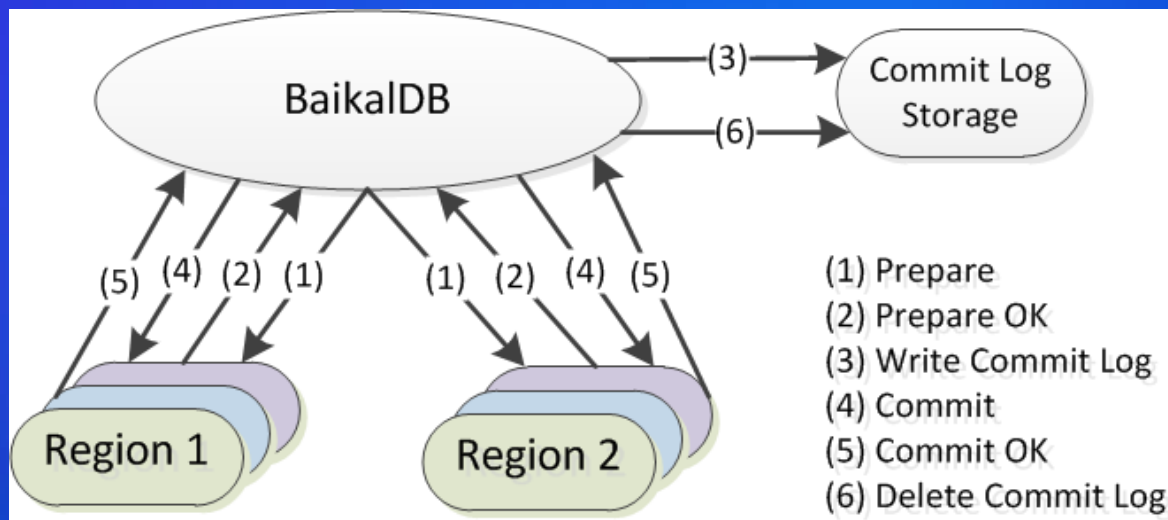 BaikalDB
(3)
(6)
Commit Log
Storage
(5)
(4)
(2)
(1)
(1)
(2)
(4)
(5)
Region 1
Region 2
(1) Prepare
(2) Prepare OK
(3) Write Commit Log
(4) Commit
(5) Commit OK
(6) Delete Commit Log